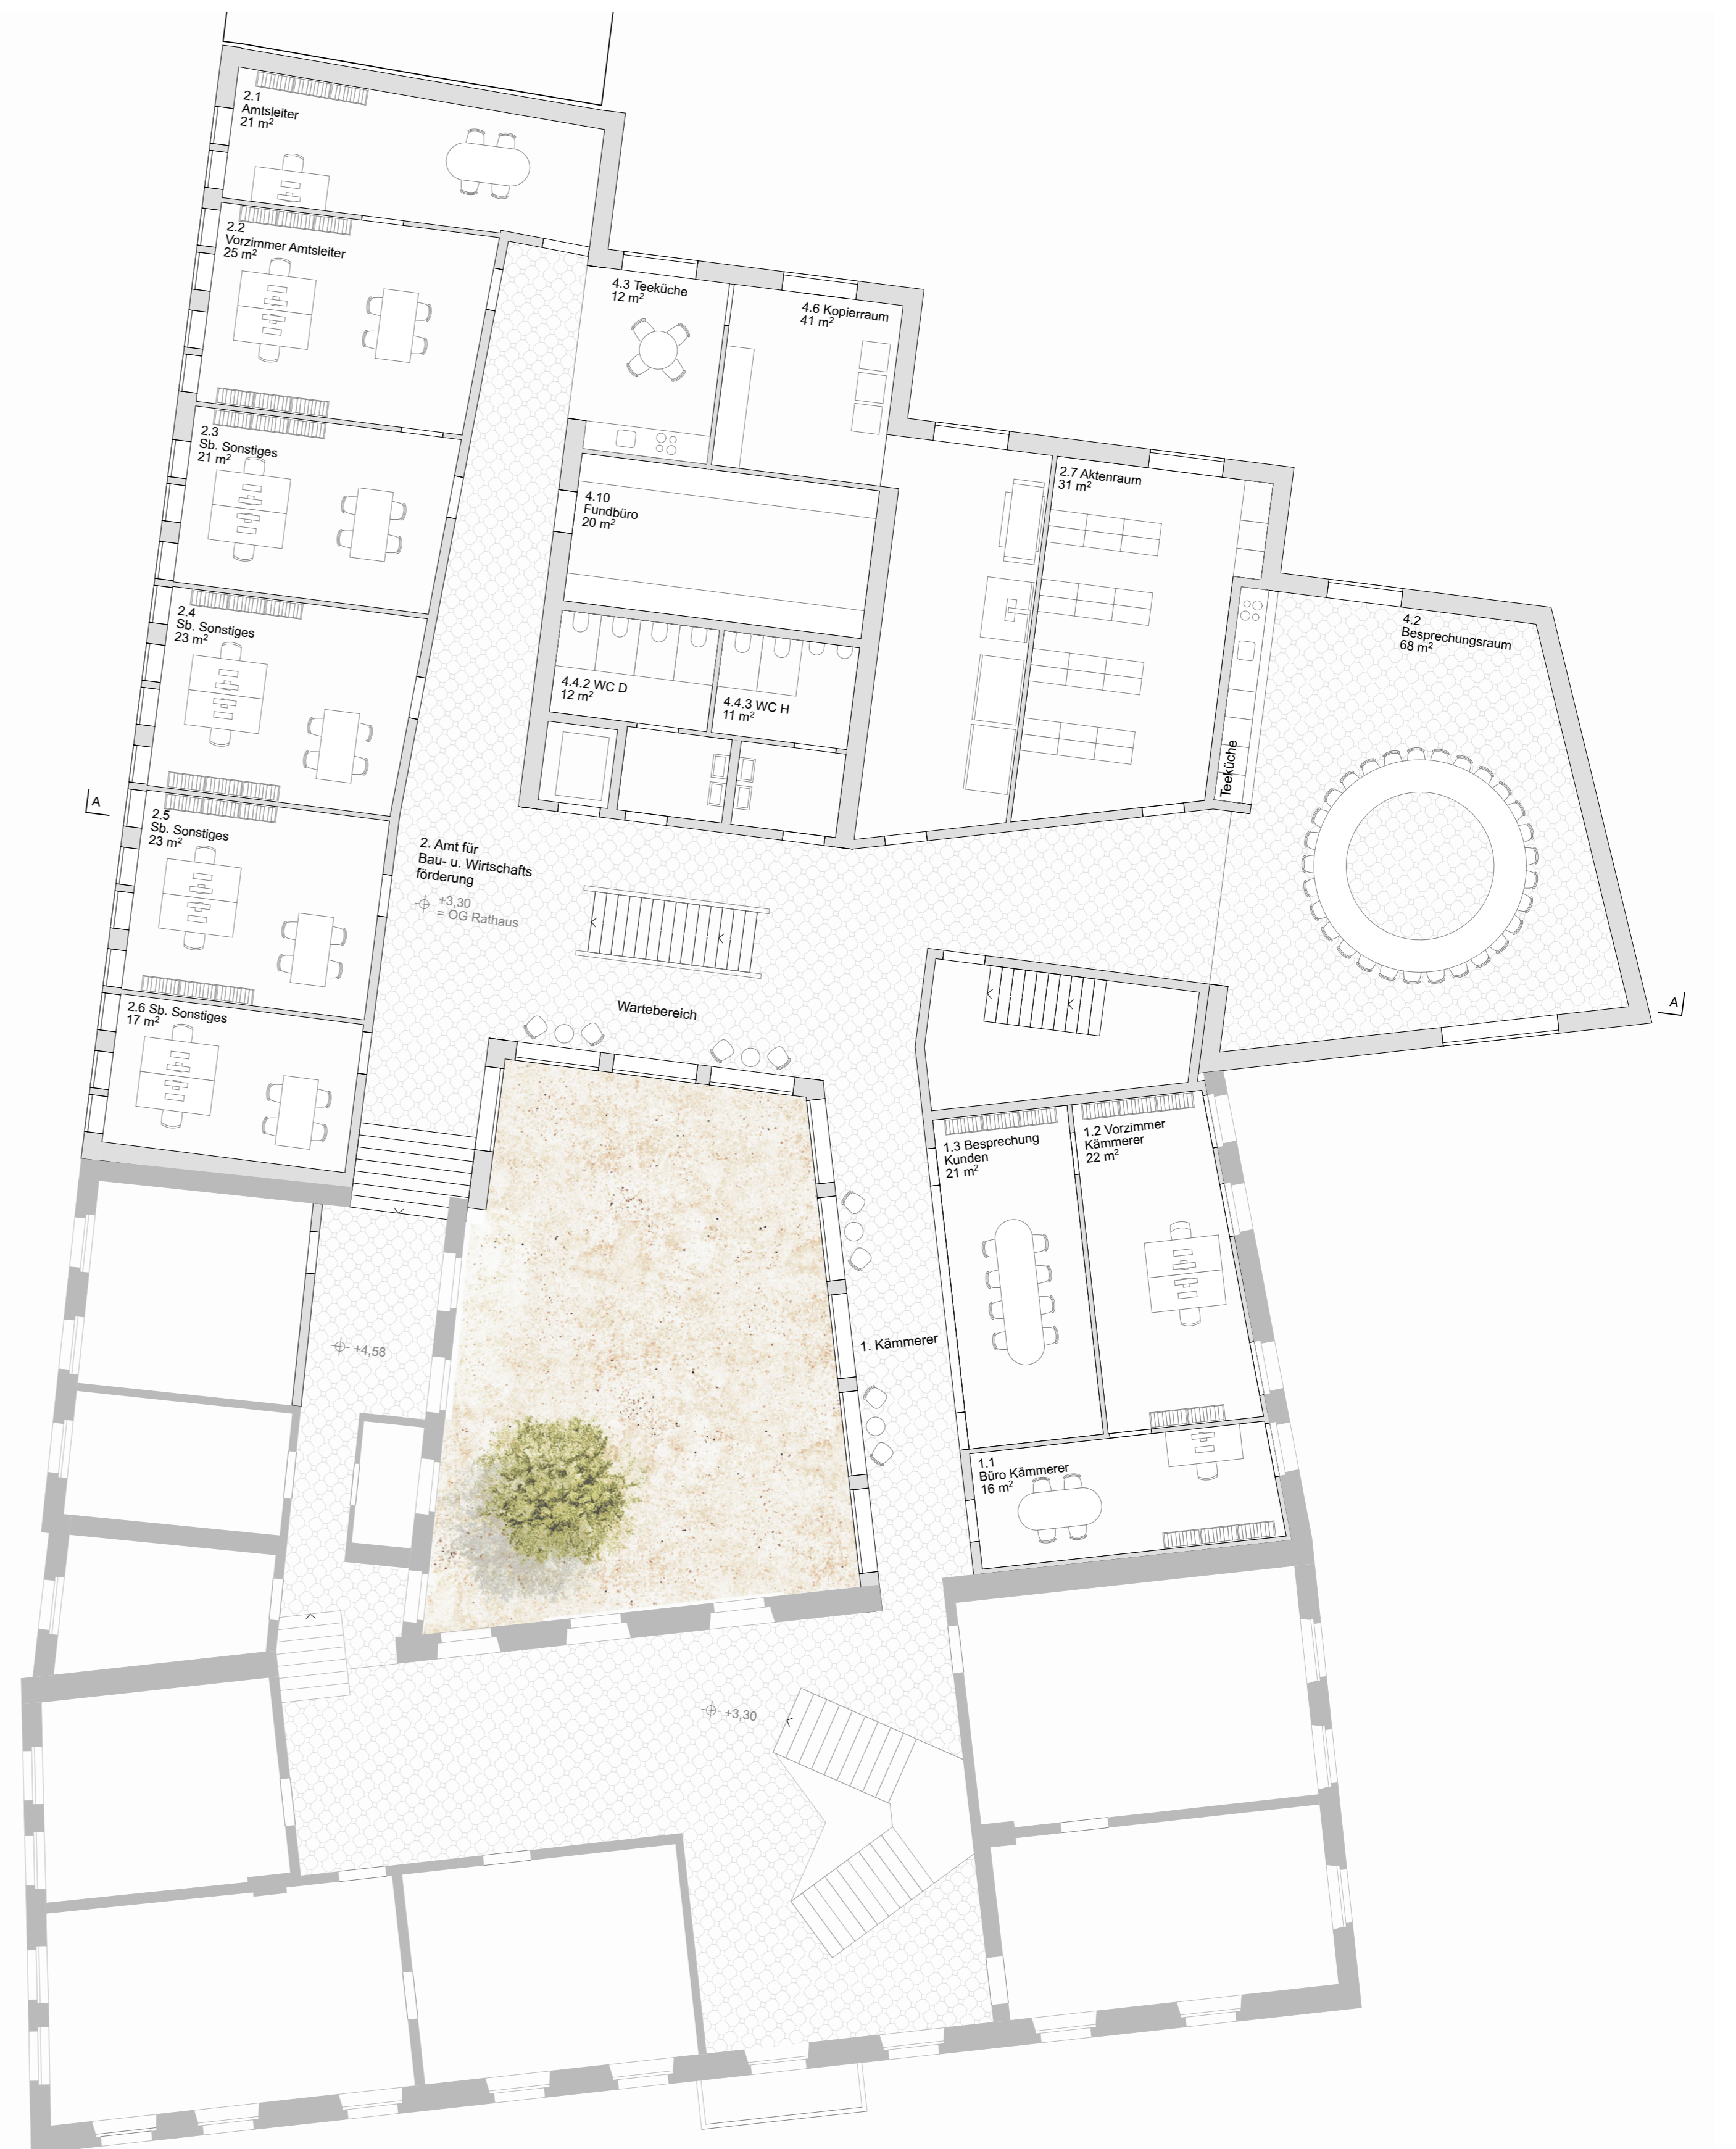 2.1
Amtsleiter
21 m²
2.2
Vorzimmer Amtsleiter
25 m²
4.3 Teeküche
12 m²
4.6 Kopierraum
41 m²
2.3
Sb. Sonstiges
21 m²
2.7 Aktenraum
31 m²
4.10
Fundbüro
20 m²
2.4
Sb. Sonstiges
23 m²
4.2
Besprechungsraum
68 m²
4.4.2 WC D
12 m²
4.4.3 WC H
11 m²
Teeküche
A
2.5
Sb. Sonstiges
23 m²
2. Amt für
Bau- u. Wirtschafts
förderung
+3,30
= OG Rathaus
2.6 Sb. Sonstiges
17 m²
Wartebereich
A
1.3 Besprechung
Kunden
21 m²
1.2 Vorzimmer
Kämmerer
22 m²
+4,58
1. Kämmerer
1.1
Büro Kämmerer
16 m²
+3,30